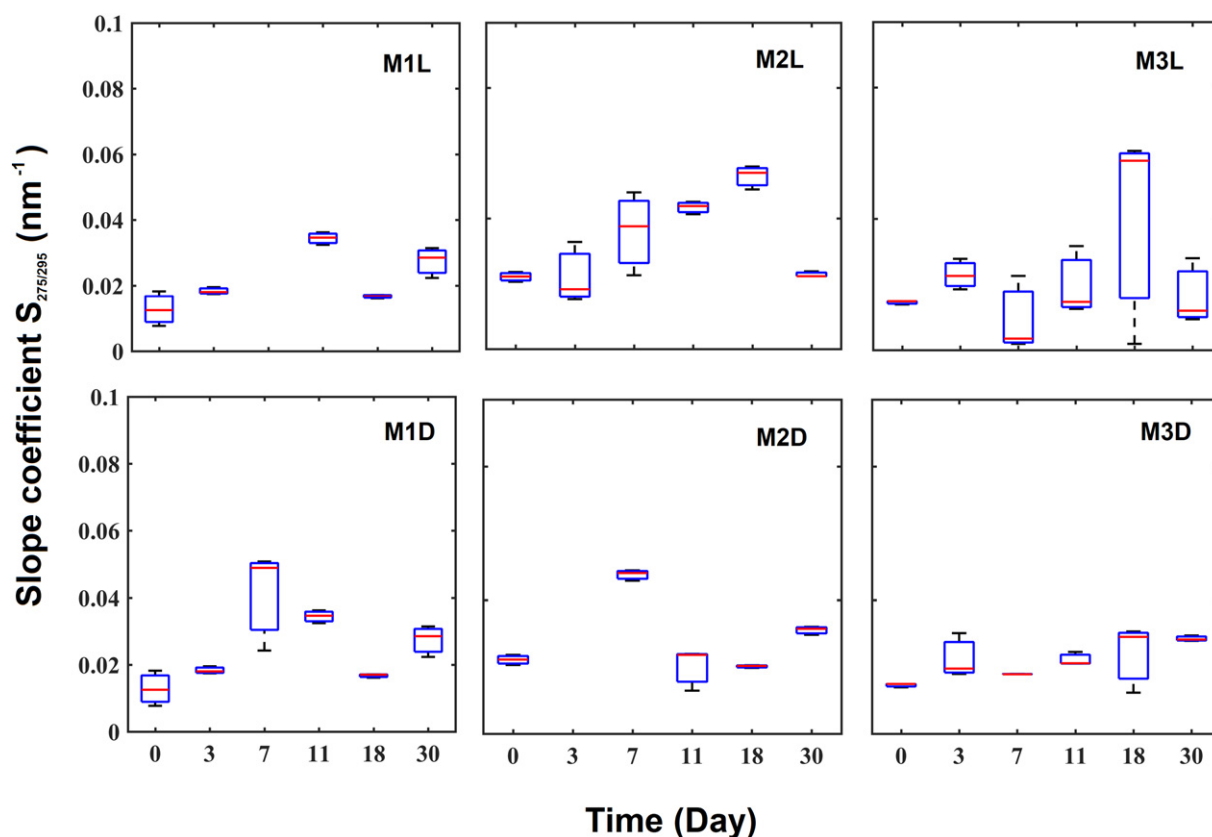 Slope coefficient S275/295 (nm-1)
0.1
0.08
0.06
0.04
0.02
0
M1L
M2L
M3L
0.1
0.08
0.06
0.04
0.02
0
M1D
M2D
M3D
0 3 7 11 18 30
0 3 7 11 18 30
0 3 7 11 18 30
Time (Day)